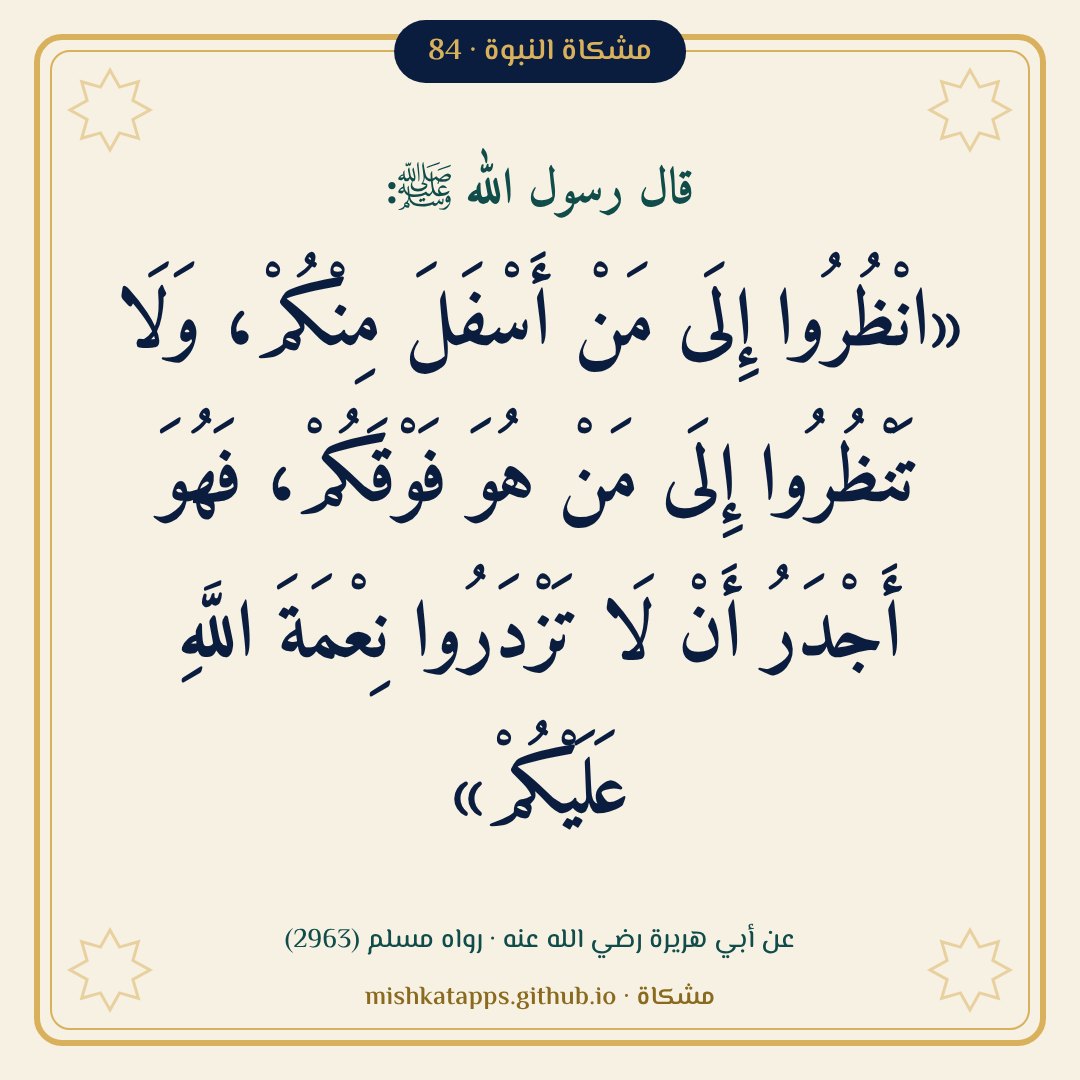 مشكاة النبوة · 84
قال رسول الله ﷺ:
«انْظُرُوا إِلَى مَنْ أَسْفَلَ مِنْكُمْ، وَلَا
تَنْظُرُوا إِلَى مَنْ هُوَ فَوْقَكُمْ، فَهُوَ
أَجْدَرُ أَنْ لَا تَزْدَرُوا نِعْمَةَ اللَّهِ
عَلَيْكُمْ»
عن أبي هريرة رضي الله عنه · رواه مسلم (2963)
مشكاة · mishkatapps.github.io